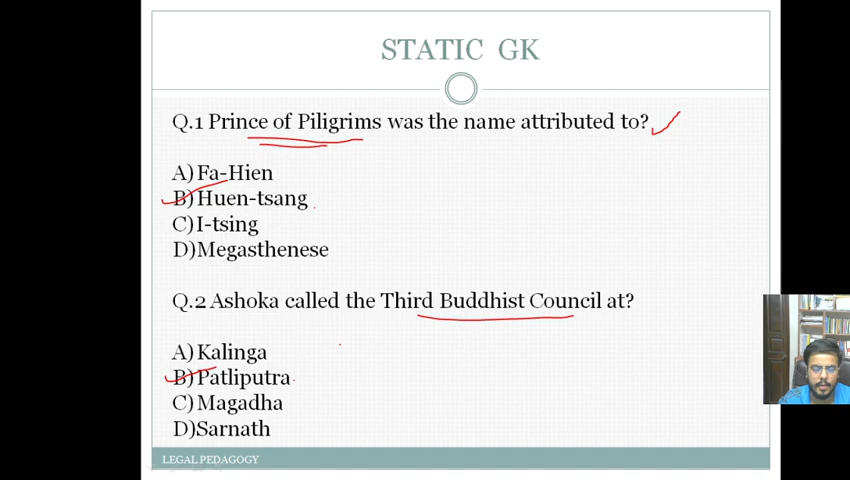 STATIC GK
Q.1 Prince of Piligrims was the name attributed to?
A) Fa-Hien
B) Huen-tsang
C) I-tsing
D) Megasthenese
Q.2 Ashoka called the Third Buddhist Council at?
A) Kalinga
B) Patliputra
C) Magadha
D) Sarnath
LEGAL PEDAGOGY